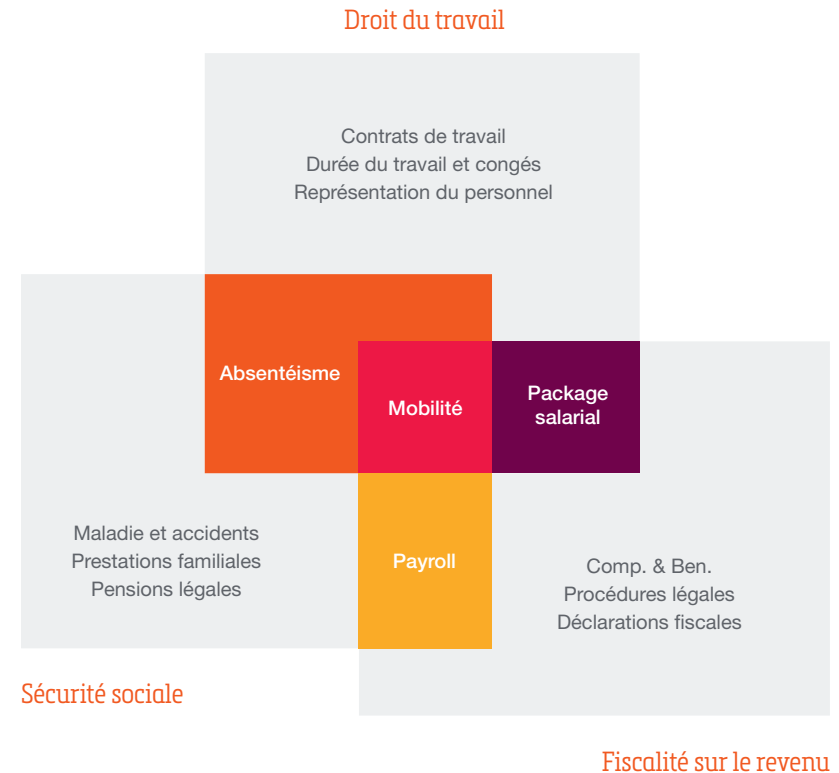 Droit du travail
Contrats de travail
Durée du travail et congés
Représentation du personnel
Absentéisme
Mobilité
Package
salarial
Maladie et accidents
Prestations familiales
Pensions légales
Payroll
Comp. & Ben.
Procédures légales
Déclarations fiscales
Sécurité sociale
Fiscalité sur le revenu